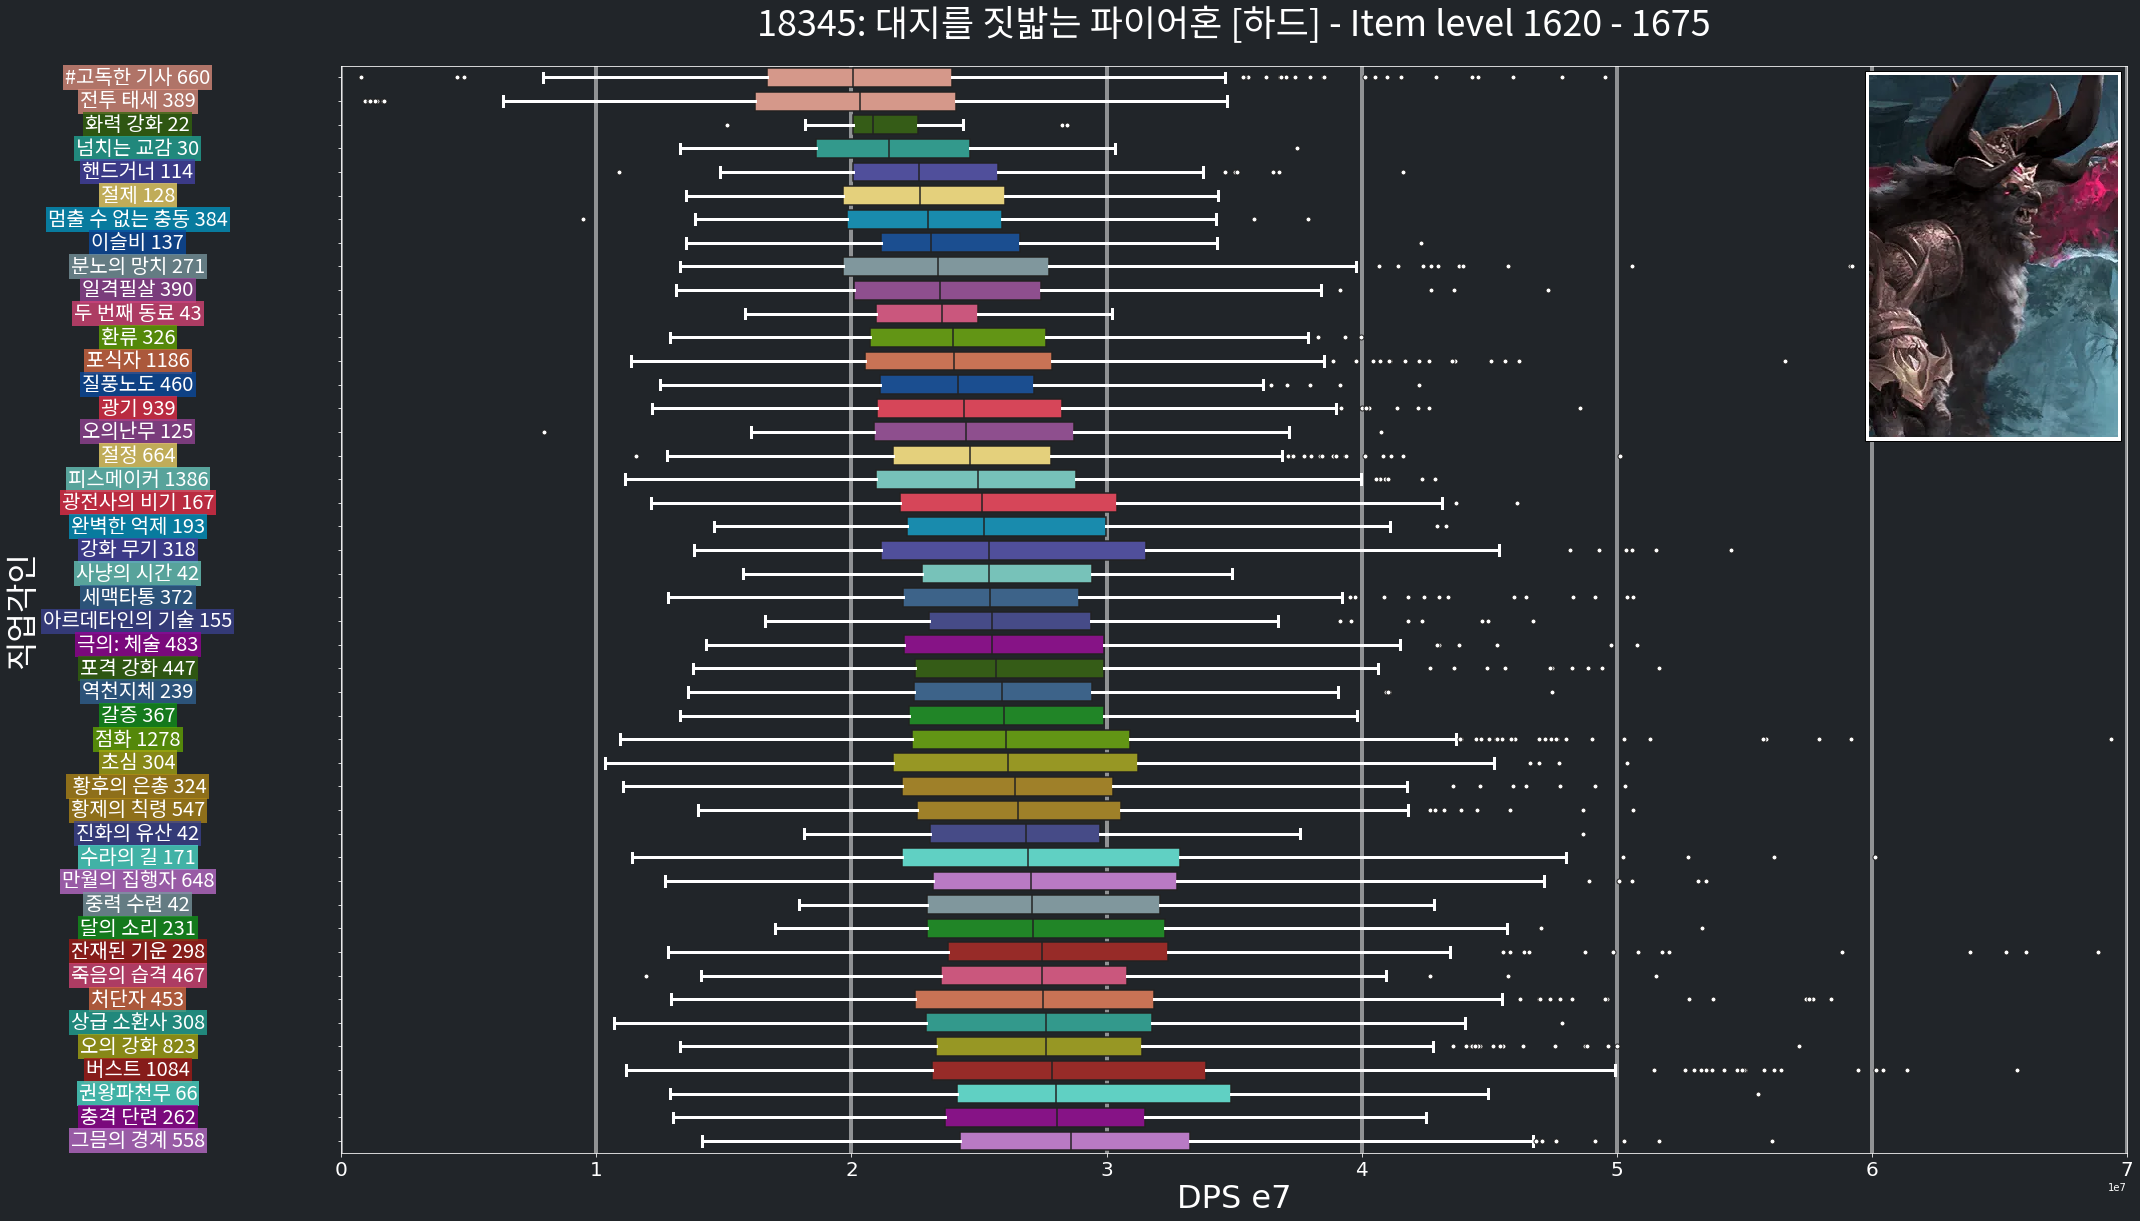 18345: 대지를 짓밟는 파이어혼 [하드] - Item level 1620 - 1675
#고독한 기사 660
전투 태세 389
화력 강화 22
넘치는 교감 30
핸드거너 114
절제 128
멈출 수 없는 충동 384
이슬비 137
분노의 망치 271
일격필살 390
두 번째 동료 43
환류 326
포식자 1186
질풍노도 460
광기 939
오의난무 125
절정 664
피스메이커 1386
광전사의 비기 167
완벽한 억제 193
강화 무기 318
사냥의 시간 42
세맥타통 372
아르데타인의 기술 155
극의: 체술 483
포격 강화 447
역천지체 239
갈증 367
점화 1278
초심 304
황후의 은총 324
황제의 칙령 547
진화의 유산 42
수라의 길 171
만월의 집행자 648
중력 수련 42
달의 소리 231
잔재된 기운 298
죽음의 습격 467
처단자 453
상급 소환사 308
오의 강화 823
버스트 1084
권왕파천무 66
충격 단련 262
그믐의 경계 558
직업각인
0 1 2 3 4 5 6 7
DPS e7
1e7